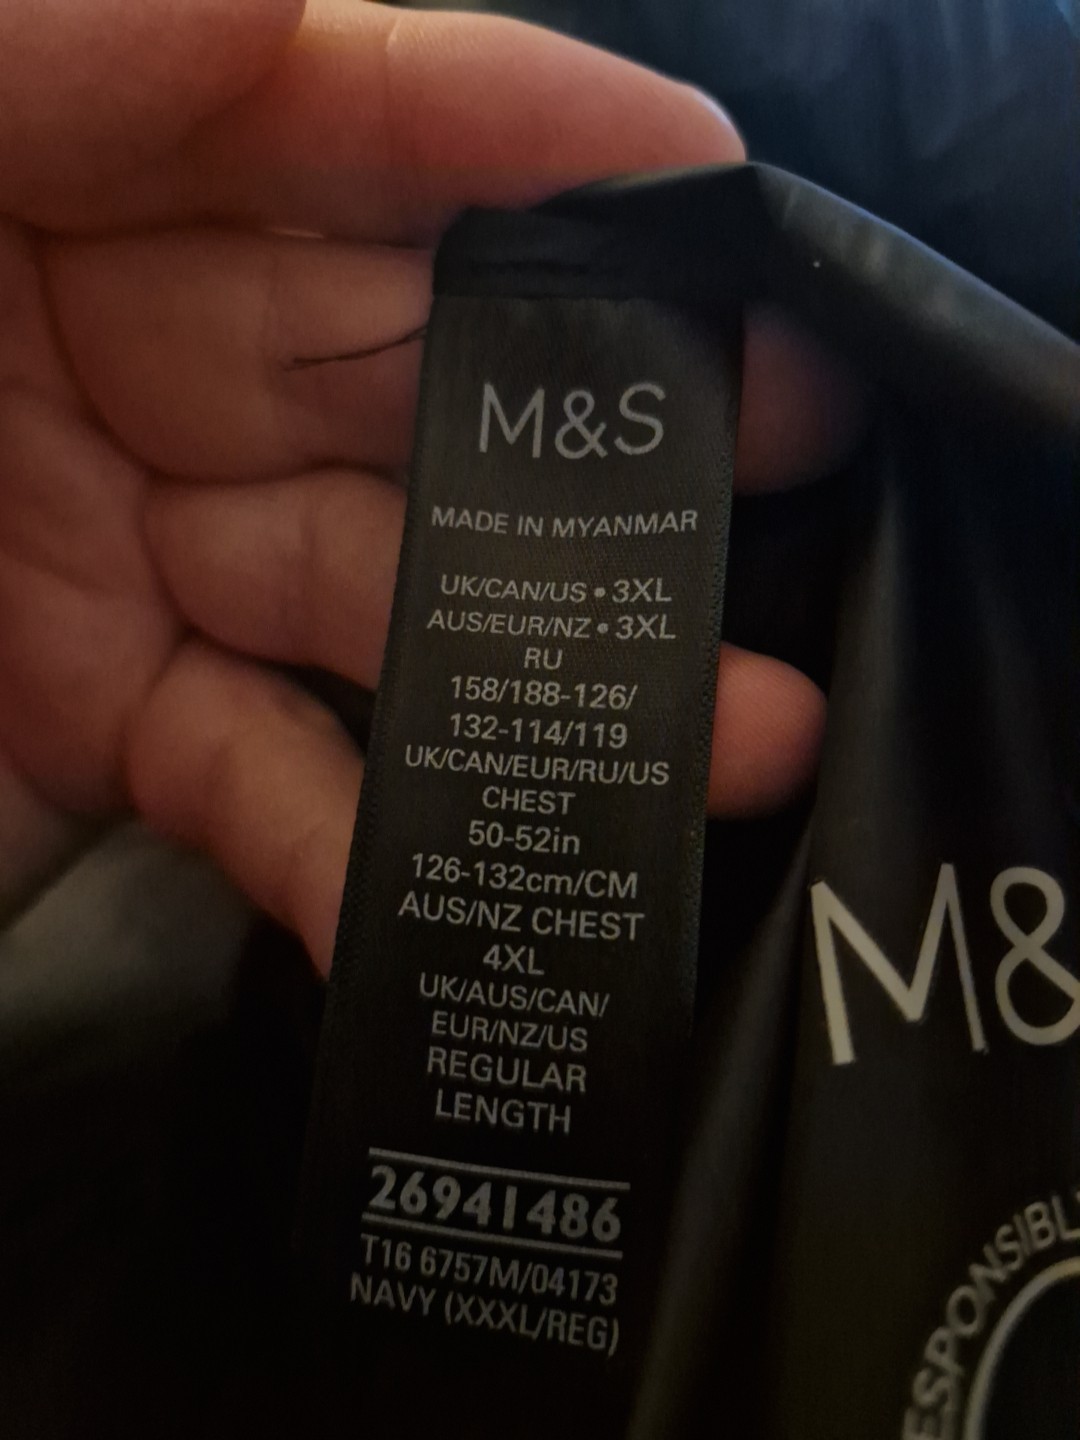 M&S
MADE IN MYANMAR
UK/CAN/US • 3XL
AUS/EUR/NZ • 3XL
RU
158/188-126/
132-114/119
UK/CAN/EUR/RU/US
CHEST
50-52in
126-132cm/CM
AUS/NZ CHEST
4XL
UK/AUS/CAN/
EUR/NZ/US
REGULAR
LENGTH
26941486
T16 6757M/04173
NAVY (XXXL/REG)
M&